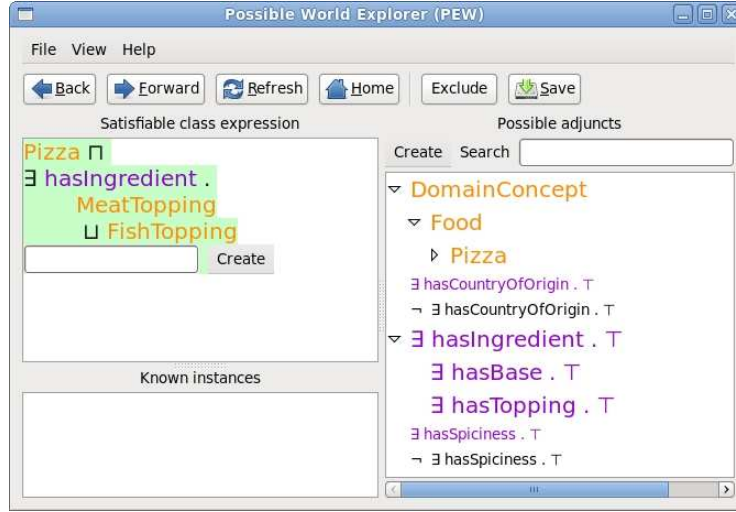 Possible World Explorer (PEW)
File View Help
Back Forward Refresh Home Exclude Save
Satisfiable class expression
Pizza ⊓
∃ hasIngredient .
MeatTopping
⊔ FishTopping
Create
Known instances
Possible adjuncts
Create Search
DomainConcept
Food
Pizza
∃ hasCountryOfOrigin . ⊤
¬ ∃ hasCountryOfOrigin . ⊤
∃ hasIngredient . ⊤
∃ hasBase . ⊤
∃ hasTopping . ⊤
∃ hasSpiciness . ⊤
¬ ∃ hasSpiciness . ⊤